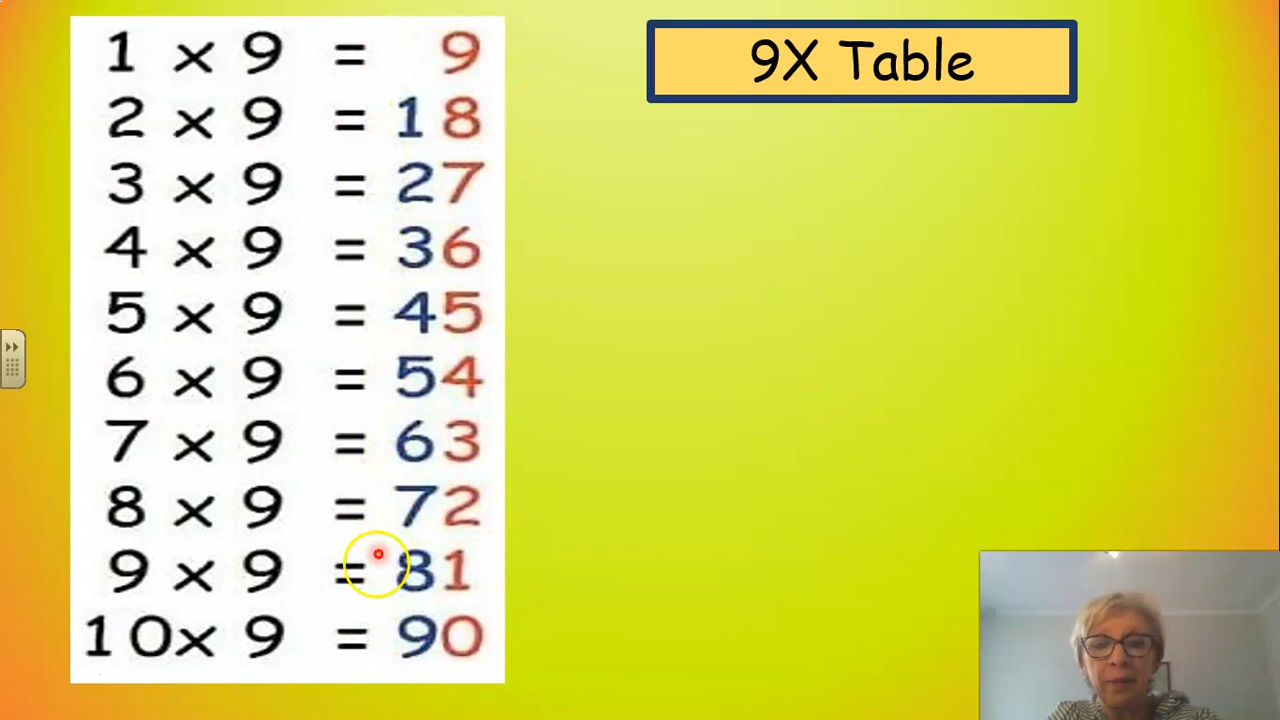 1 x 9 = 9
2 x 9 = 18
3 x 9 = 27
4 x 9 = 36
5 x 9 = 45
6 x 9 = 54
7 x 9 = 63
8 x 9 = 72
9 x 9 = 81
10x 9 = 90
9X Table